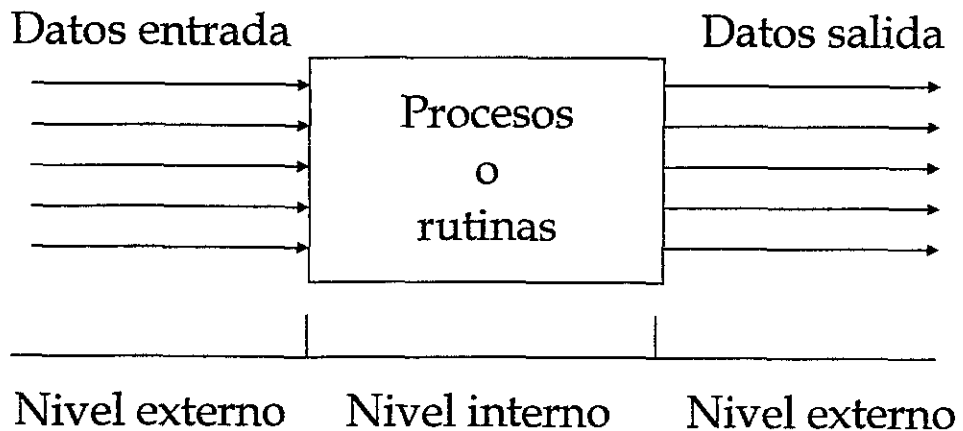 Datos entrada
Datos salida
Procesos
o
rutinas
Nivel externo
Nivel interno
Nivel externo